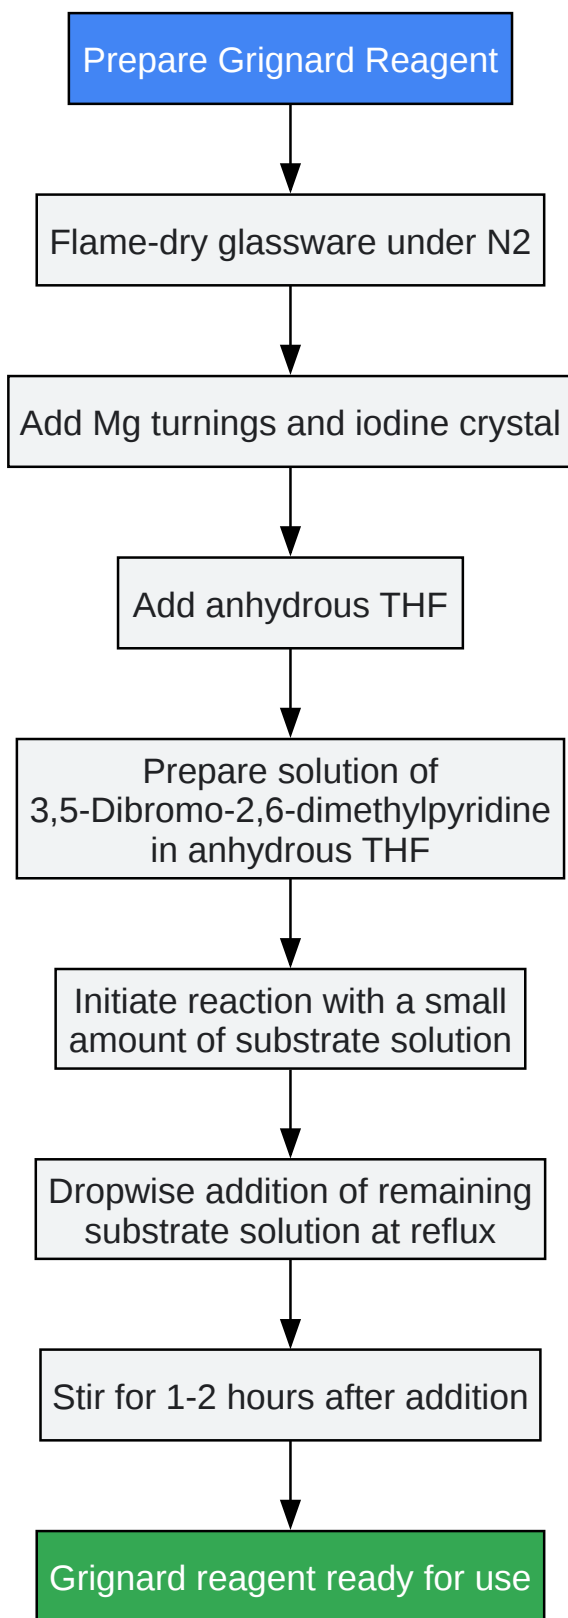 Prepare Grignard Reagent
Flame-dry glassware under N2
Add Mg turnings and iodine crystal
Add anhydrous THF
Prepare solution of
3,5-Dibromo-2,6-dimethylpyridine
in anhydrous THF
Initiate reaction with a small
amount of substrate solution
Dropwise addition of remaining
substrate solution at reflux
Stir for 1-2 hours after addition
Grignard reagent ready for use